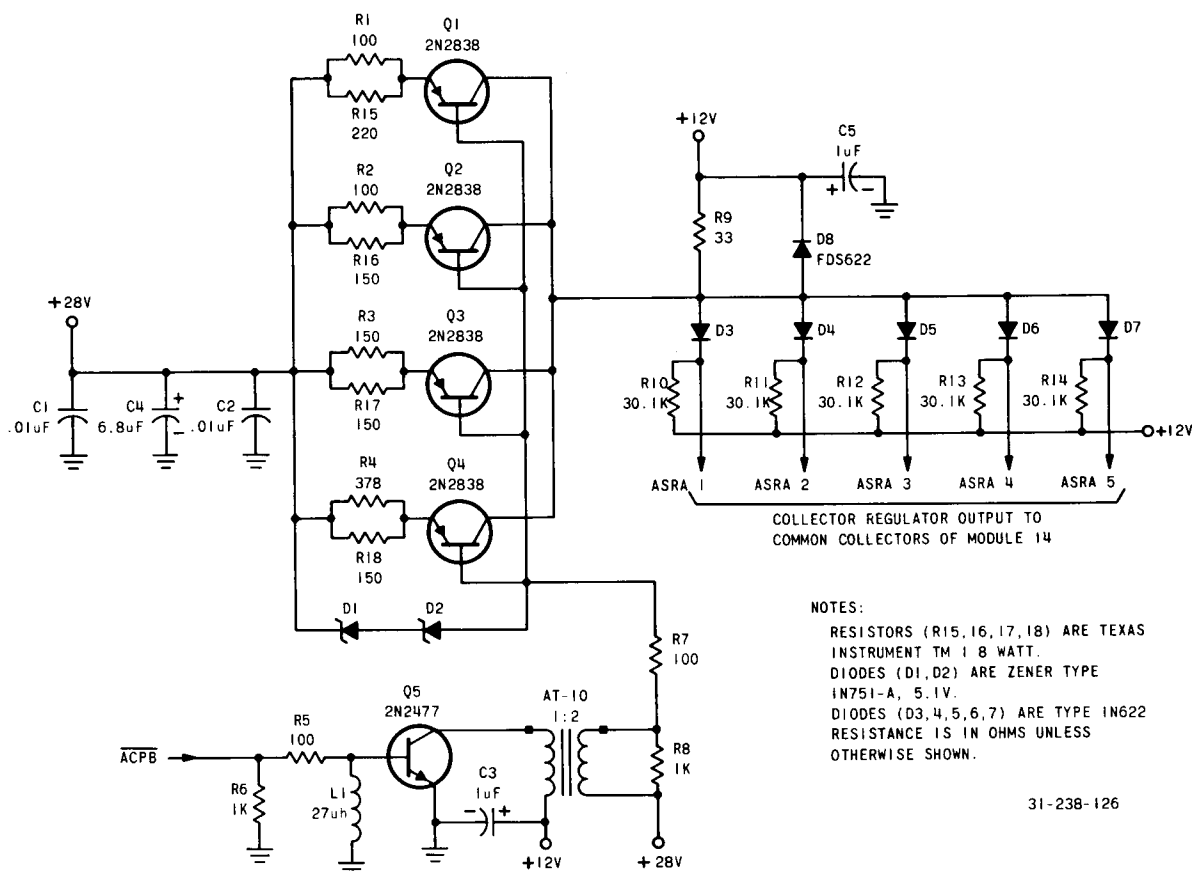 R1
100
Q1
2N2838
R15
220
R2
100
Q2
2N2838
R16
150
+28V
R3
150
Q3
2N2838
R17
150
C1
.01uF
C4
6.8uF
+
-
C2
.01uF
R4
378
Q4
2N2838
R18
150
D1
D2
+12V
C5
1uF
+
-
R9
33
D8
FDS622
D3
D4
D5
D6
D7
R10
30.1K
R11
30.1K
R12
30.1K
R13
30.1K
R14
30.1K
+12V
ASRA 1
ASRA 2
ASRA 3
ASRA 4
ASRA 5
COLLECTOR REGULATOR OUTPUT TO
COMMON COLLECTORS OF MODULE 14
R7
100
AT-10
1:2
Q5
2N2477
R5
100
ACPB
R6
1K
L1
27uh
C3
1uF
-
+
R8
1K
+12V
+28V
NOTES:
RESISTORS (R15,16,17,18) ARE TEXAS
INSTRUMENT TM 1 8 WATT.
DIODES (D1,D2) ARE ZENER TYPE
IN751-A, 5.1V.
DIODES (D3,4,5,6,7) ARE TYPE IN622
RESISTANCE IS IN OHMS UNLESS
OTHERWISE SHOWN.
31-238-126